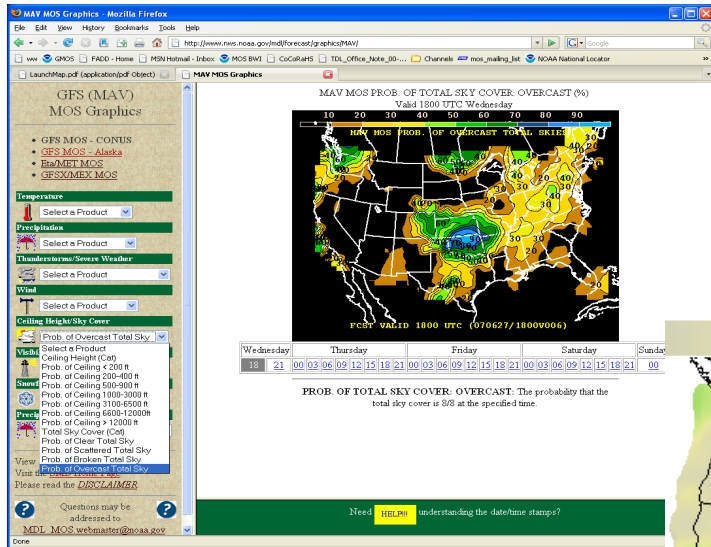 MAV MOS Graphics - Mozilla Firefox
File Edit View History Bookmarks Tools Help
http://www.nws.noaa.gov/mdl/forecast/graphics/MAV/
Google
www GMOS FADD - Home MSN Hotmail - Inbox MOS BWI CoCoRaHS TDL_Office_Note_00-... Channels mos_mailing_list NOAA National Locator
LaunchMap.pdf (application/pdf Object) MAV MOS Graphics
GFS (MAV)
MOS Graphics
GFS MOS - CONUS
GFS MOS - Alaska
Eta/MET MOS
GFSX/MEX MOS
Temperature
Select a Product
Precipitation
Select a Product
Thunderstorms/Severe Weather
Select a Product
Wind
Select a Product
Ceiling Height/Sky Cover
Prob. of Overcast Total Sky
Select a Product
Ceiling Height (Cat)
Prob. of Ceiling < 200 ft
Prob. of Ceiling 200-400 ft
Prob. of Ceiling 500-900 ft
Prob. of Ceiling 1000-3000 ft
Prob. of Ceiling 3100-6500 ft
Prob. of Ceiling 6600-12000ft
Prob. of Ceiling > 12000 ft
Total Sky Cover (Cat)
Prob. of Clear Total Sky
Prob. of Scattered Total Sky
Prob. of Broken Total Sky
Prob. of Overcast Total Sky
View
Visit the
Please read the DISCLAIMER
Questions may be
addressed to
MDL_MOS.webmaster@noaa.gov
MAV MOS PROB. OF TOTAL SKY COVER: OVERCAST (%)
Valid 1800 UTC Wednesday
10 20 30 40 50 60 70 80 90
MAV MOS PROB. OF OVERCAST TOTAL SKIES
FCST VALID 1800 UTC (070627/1800V006)
Wednesday Thursday Friday Saturday Sunday
18 21 00 03 06 09 12 15 18 21 00 03 06 09 12 15 18 21 00 03 06 09 12 15 18 21 00
PROB. OF TOTAL SKY COVER: OVERCAST: The probability that the
total sky cover is 8/8 at the specified time.
Need HELP!!! understanding the date/time stamps?
Done